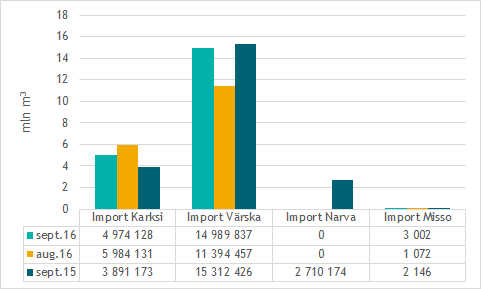 18
16
14
12
10
8
6
4
2
0
mln m³
Import Karksi Import Värska Import Narva Import Misso
sept.16 4 974 128 14 989 837 0 3 002
aug.16 5 984 131 11 394 457 0 1 072
sept.15 3 891 173 15 312 426 2 710 174 2 146